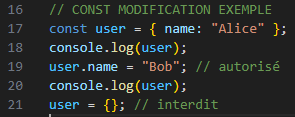 16 // CONST MODIFICATION EXEMPLE
17 const user = { name: "Alice" };
18 console.log(user);
19 user.name = "Bob"; // autorisé
20 console.log(user);
21 user = {}; // interdit